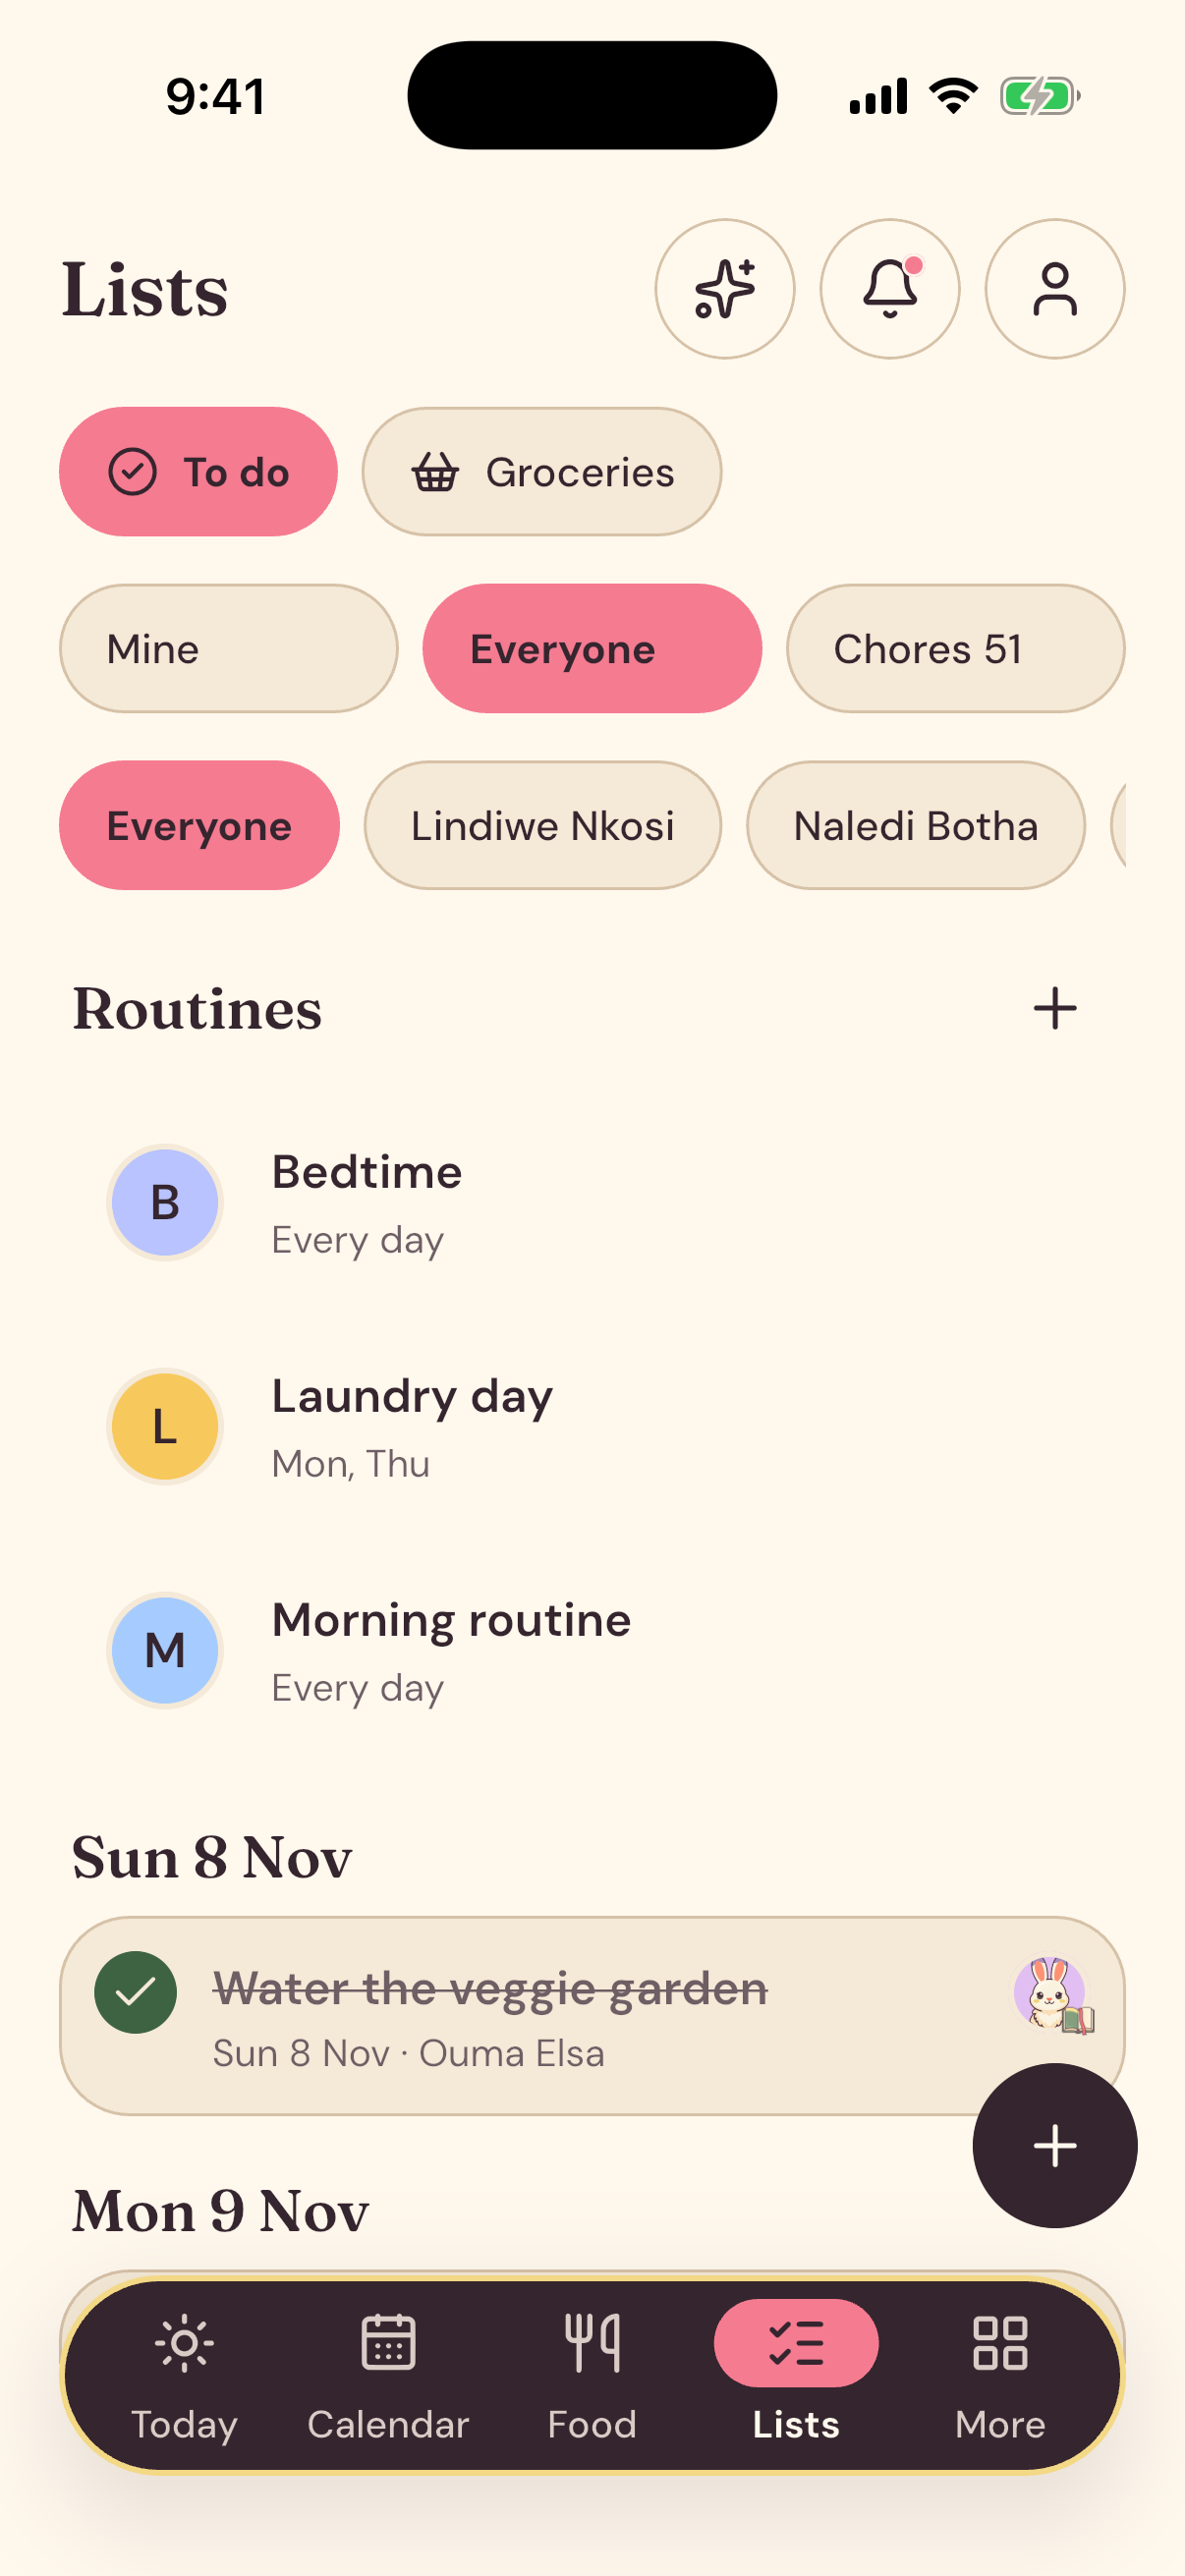 9:41
Lists
To do
Groceries
Mine
Everyone
Chores 51
Everyone
Lindiwe Nkosi
Naledi Botha
Routines
B
Bedtime
Every day
L
Laundry day
Mon, Thu
M
Morning routine
Every day
Sun 8 Nov
Water the veggie garden
Sun 8 Nov · Ouma Elsa
Mon 9 Nov
Today
Calendar
Food
Lists
More